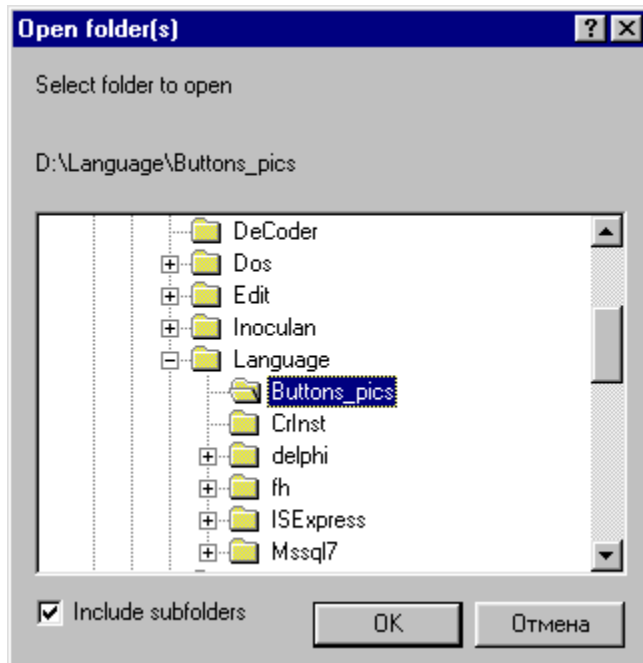 Open folder(s)
Select folder to open
D:\Language\Buttons_pics
DeCoder
Dos
Edit
Inoculan
Language
Buttons_pics
CrInst
delphi
fh
ISExpress
Mssql7
Include subfolders
OK
Отмена